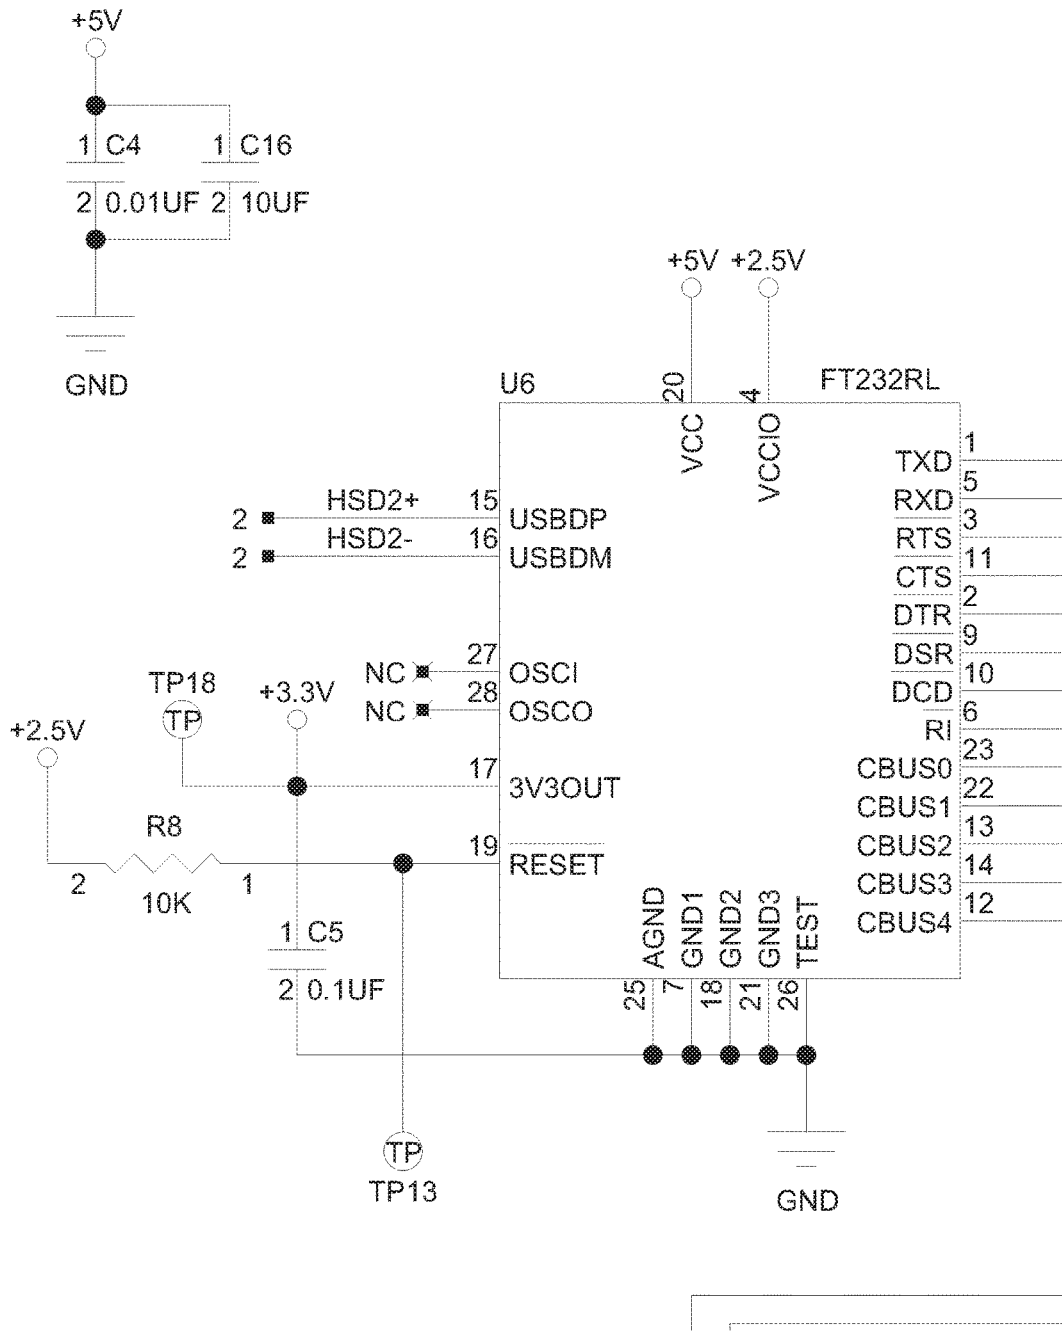 +5V
1 C4
1 C16
2 0.01UF
2 10UF
GND
+5V +2.5V
U6
FT232RL
20
4
VCC
VCCIO
TXD
1
RXD
5
RTS
3
CTS
11
DTR
2
DSR
9
DCD
10
RI
6
CBUS0
23
CBUS1
22
CBUS2
13
CBUS3
14
CBUS4
12
2 HSD2+ 15 USBDP
2 HSD2- 16 USBDM
NC 27 OSCI
NC 28 OSCO
TP18
TP
+3.3V
+2.5V
17 3V3OUT
R8
19 RESET
2 1
10K
1 C5
2 0.1UF
AGND
GND1
GND2
GND3
TEST
25
7
18
21
26
TP
TP13
GND